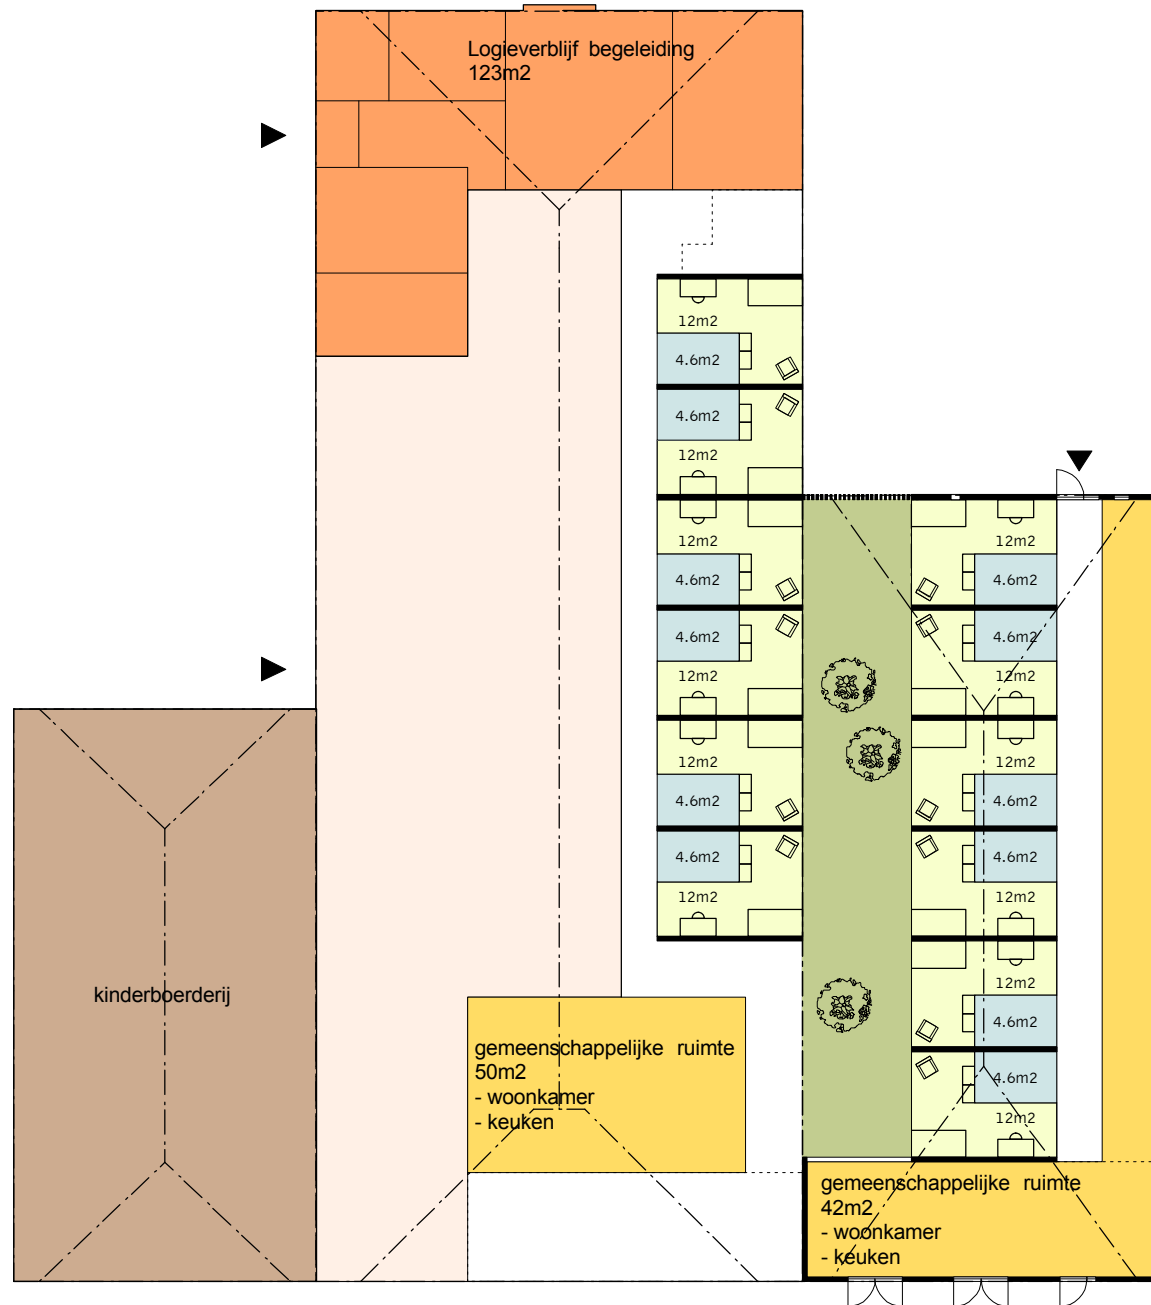 Logieverblijf begeleiding
123m2
12m2
4.6m2
4.6m2
12m2
12m2
12m2
4.6m2
4.6m2
4.6m2
4.6m2
12m2
12m2
12m2
12m2
4.6m2
4.6m2
4.6m2
4.6m2
12m2
12m2
12m2
4.6m2
4.6m2
12m2
kinderboerderij
gemeenschappelijke ruimte
50m2
- woonkamer
- keuken
gemeenschappelijke ruimte
42m2
- woonkamer
- keuken